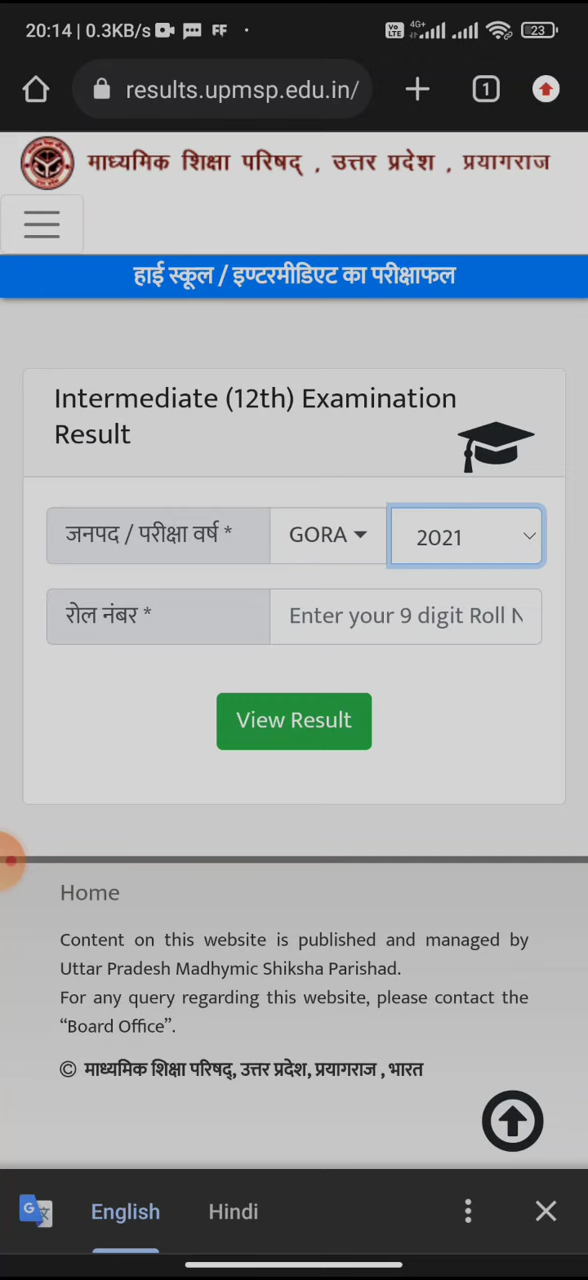 20:14 | 0.3KB/s FF
Vo LTE 4G+ 23
results.upmsp.edu.in/ 1
माध्यमिक शिक्षा परिषद् , उत्तर प्रदेश , प्रयागराज
हाई स्कूल / इण्टरमीडिएट का परीक्षाफल
Intermediate (12th) Examination
Result
जनपद / परीक्षा वर्ष * GORA 2021
रोल नंबर * Enter your 9 digit Roll N
View Result
Home
Content on this website is published and managed by
Uttar Pradesh Madhymic Shiksha Parishad.
For any query regarding this website, please contact the
“Board Office”.
© माध्यमिक शिक्षा परिषद्, उत्तर प्रदेश, प्रयागराज , भारत
G English Hindi